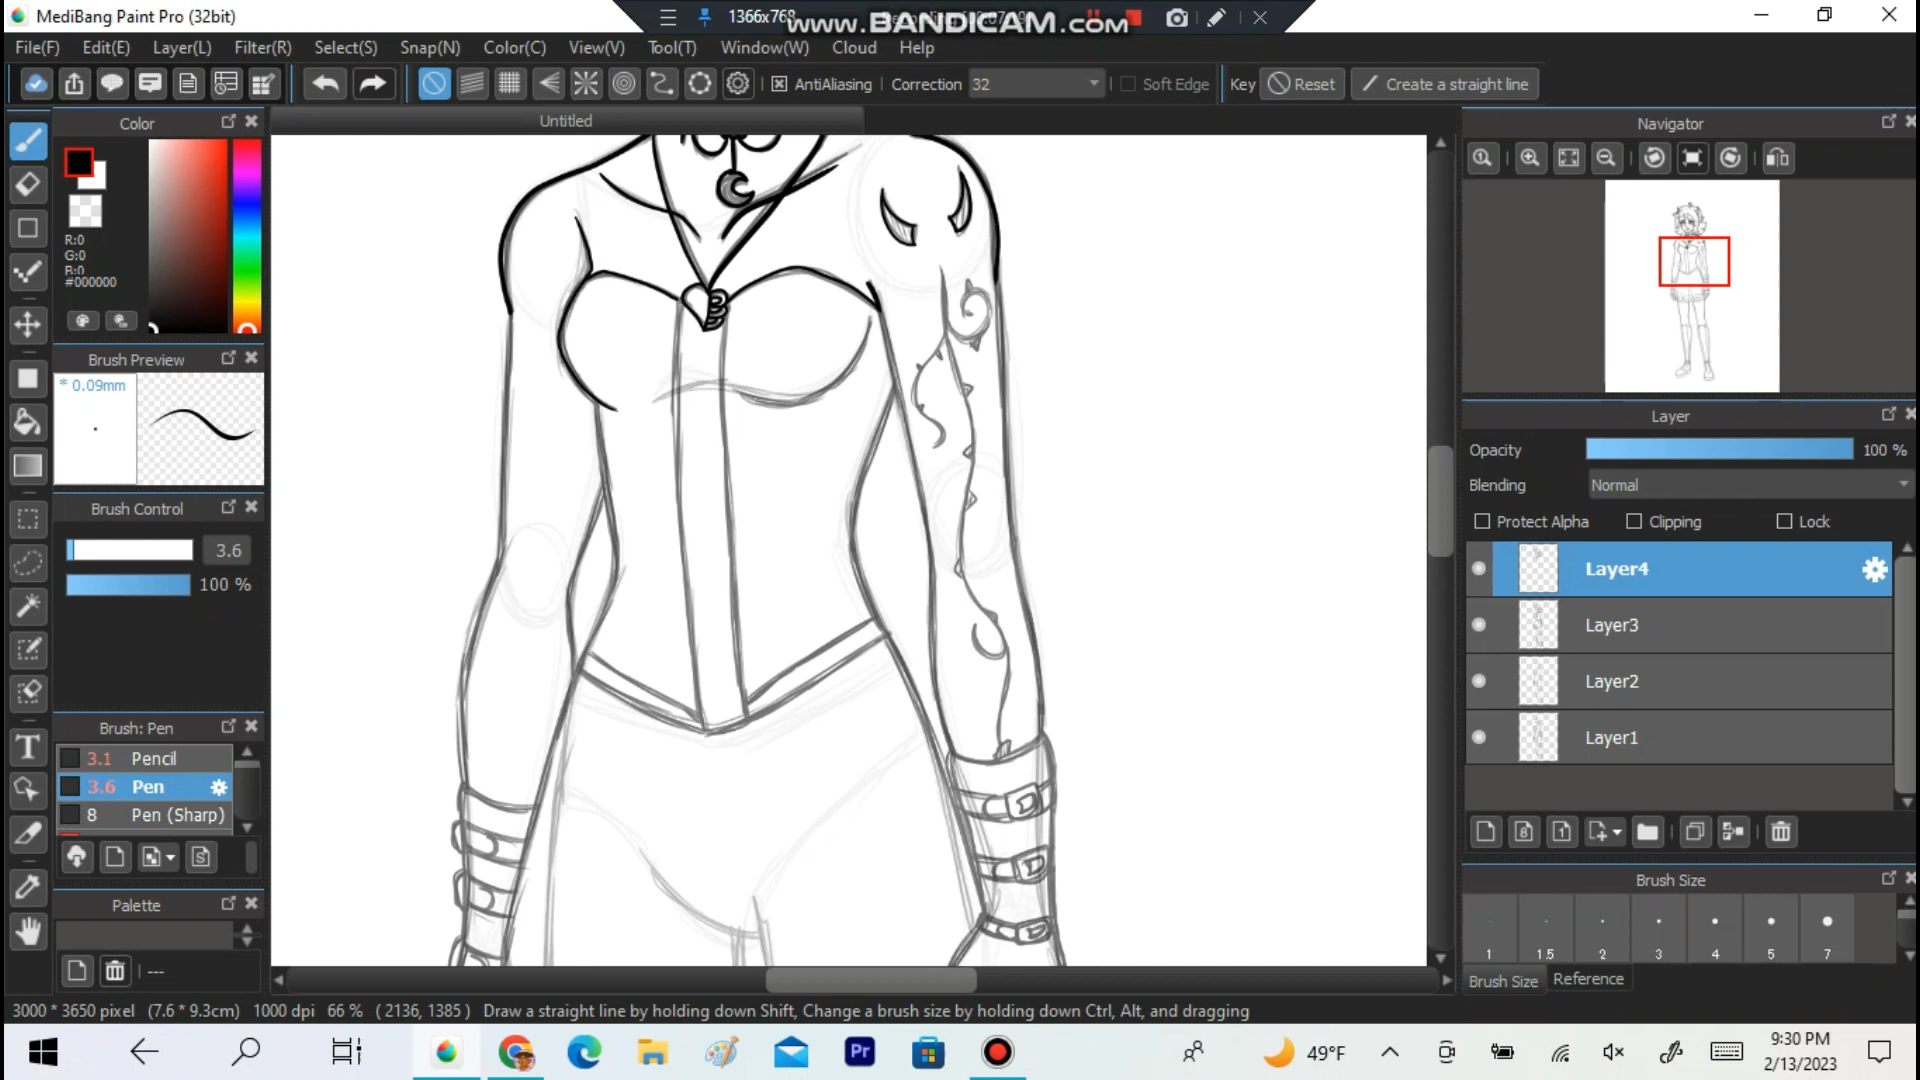 MediBang Paint Pro (32bit)
1366x768
www.BANDICAM.com
File(F) Edit(E) Layer(L) Filter(R) Select(S) Snap(N) Color(C) View(V) Tool(T) Window(W) Cloud Help
AntiAliasing Correction 32 Soft Edge Key Reset Create a straight line
Color
Untitled
Navigator
R:0
G:0
B:0
#000000
Brush Preview
* 0.09mm
Layer
Opacity 100 %
Blending Normal
Protect Alpha Clipping Lock
Brush Control
3.6
100 %
Layer4
Layer3
Layer2
Layer1
Brush: Pen
3.1 Pencil
3.6 Pen
8 Pen (Sharp)
Palette
---
Brush Size
1 1.5 2 3 4 5 7
Brush Size Reference
3000 * 3650 pixel (7.6 * 9.3cm) 1000 dpi 66 % ( 2136, 1385 ) Draw a straight line by holding down Shift, Change a brush size by holding down Ctrl, Alt, and dragging
Pr
49°F
9:30 PM
2/13/2023